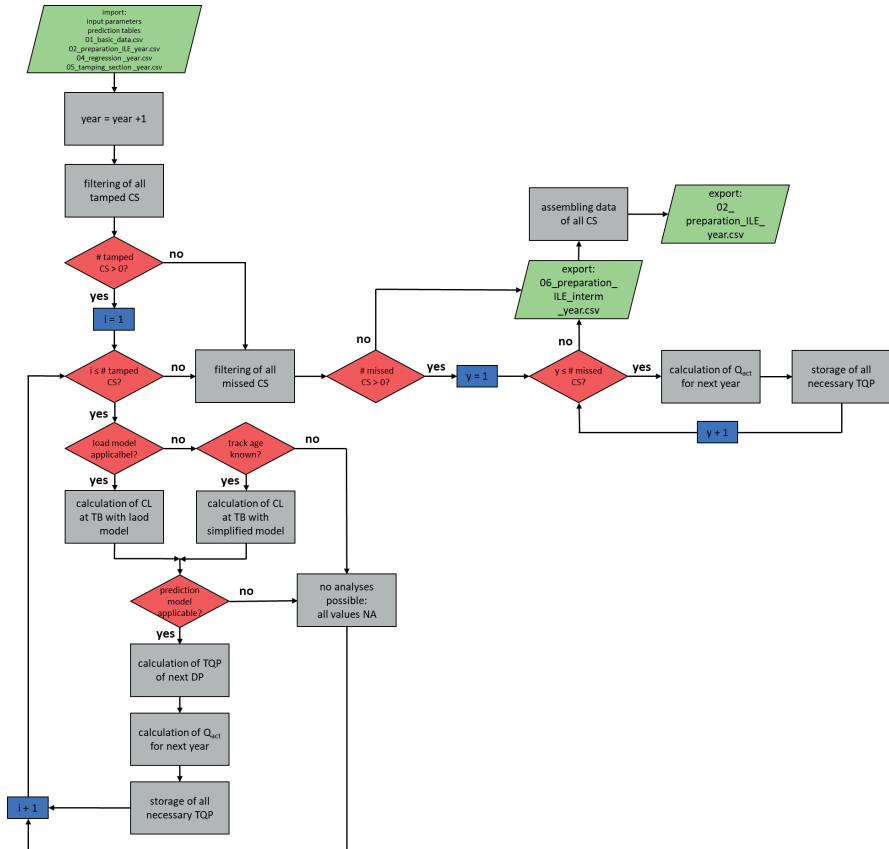 import:
input parameters
prediction tables
01_basic_data.csv
02_preparation_ILE_year.csv
04_regression _year.csv
05_tamping_section _year.csv
year = year +1
filtering of all
tamped CS
# tamped
CS > 0?
no
yes
i = 1
i ≤ # tamped
CS?
no
yes
filtering of all
missed CS
# missed
CS > 0?
no
yes
y = 1
y ≤ # missed
CS?
no
yes
calculation of Qact
for next year
storage of all
necessary TQP
y + 1
export:
06_preparation_
ILE_interm
_year.csv
assembling data
of all CS
export:
02_
preparation_ILE_
year.csv
load model
applicabel?
no
yes
track age
known?
no
yes
calculation of CL
at TB with laod
model
calculation of CL
at TB with
simplified model
prediction
model
applicable?
no
yes
no analyses
possible:
all values NA
calculation of TQP
of next DP
calculation of Qact
for next year
storage of all
necessary TQP
i + 1